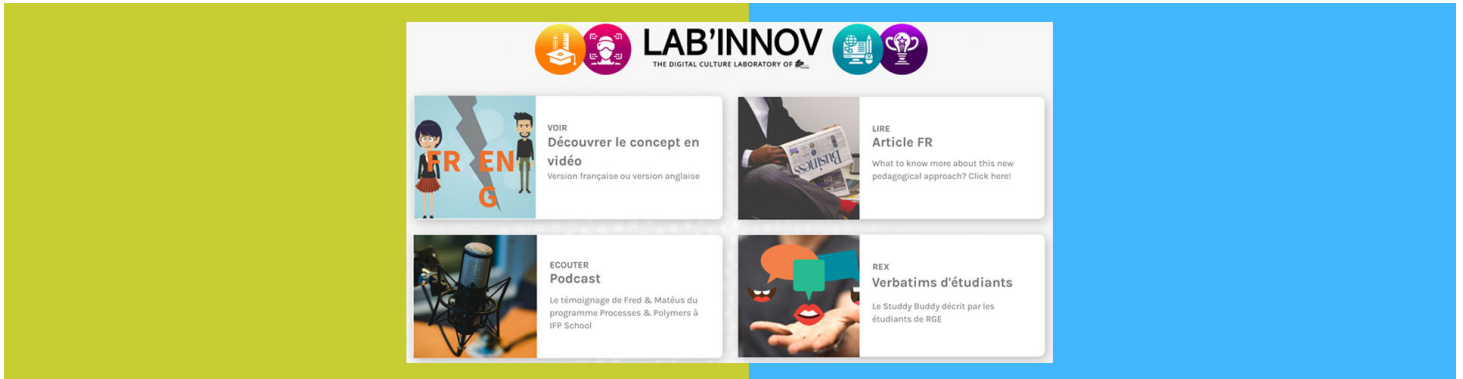 LAB'INNOV
THE DIGITAL CULTURE LABORATORY OF
FR ENG
VOIR
Découvrer le concept en
vidéo
Version française ou version anglaise
Business
LIRE
Article FR
What to know more about this new
pedagogical approach? Click here!
ECOUTER
Podcast
Le témoignage de Fred & Matéus du
programme Processes & Polymers à
IFP School
REX
Verbatims d'étudiants
Le Studdy Buddy décrit par les
étudiants de RGE